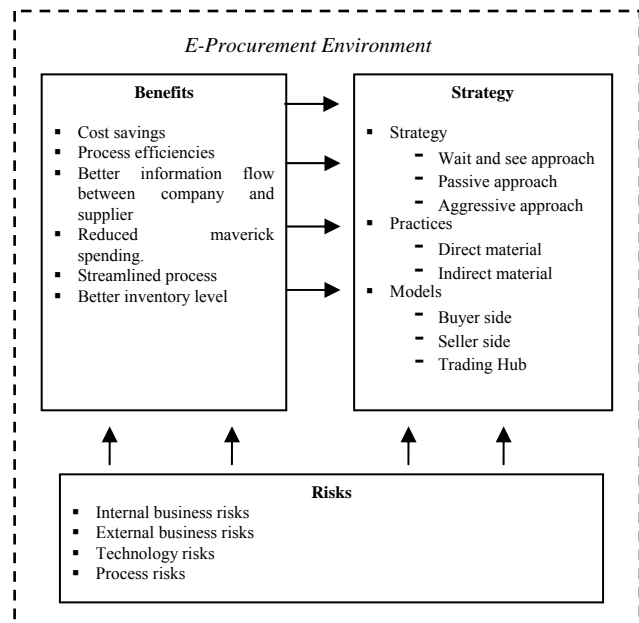 E-Procurement Environment
Benefits
▪ Cost savings
▪ Process efficiencies
▪ Better information flow
between company and
supplier
▪ Reduced maverick
spending.
▪ Streamlined process
▪ Better inventory level
Strategy
▪ Strategy
- Wait and see approach
- Passive approach
- Aggressive approach
▪ Practices
- Direct material
- Indirect material
▪ Models
- Buyer side
- Seller side
- Trading Hub
Risks
▪ Internal business risks
▪ External business risks
▪ Technology risks
▪ Process risks